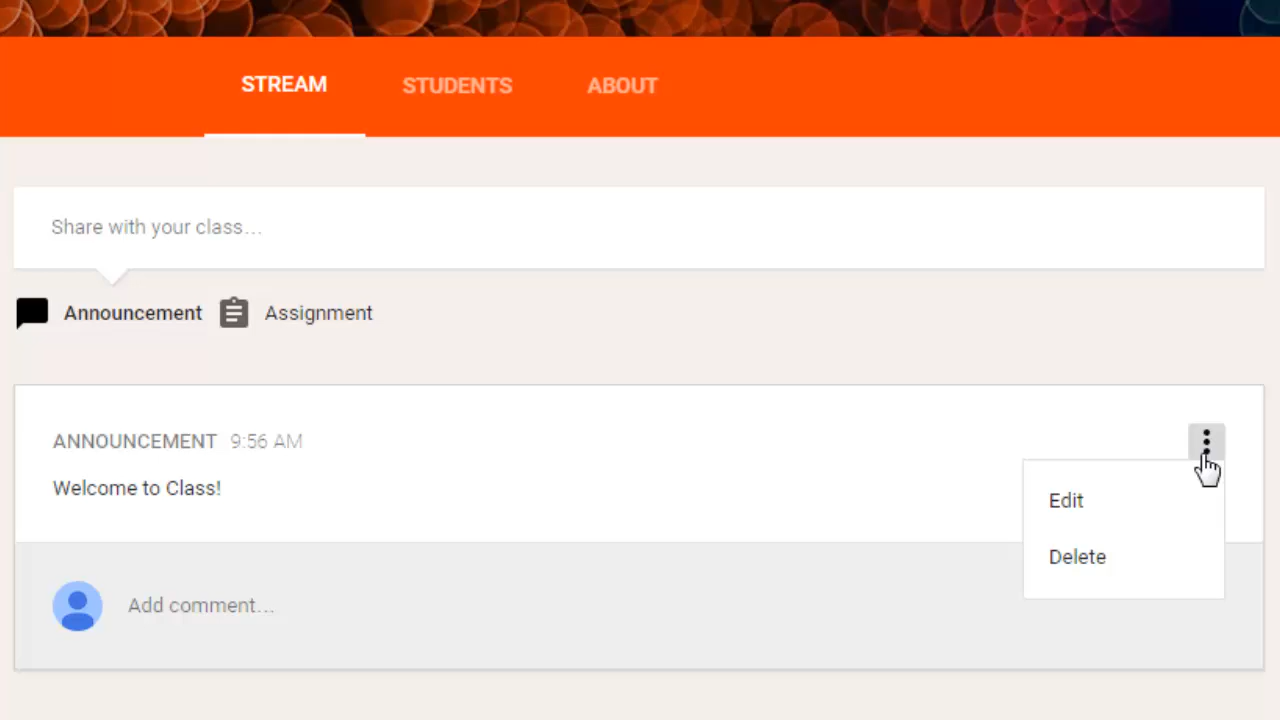 STREAM STUDENTS ABOUT
Share with your class...
Announcement Assignment
ANNOUNCEMENT 9:56 AM
Welcome to Class!
Edit
Delete
Add comment...